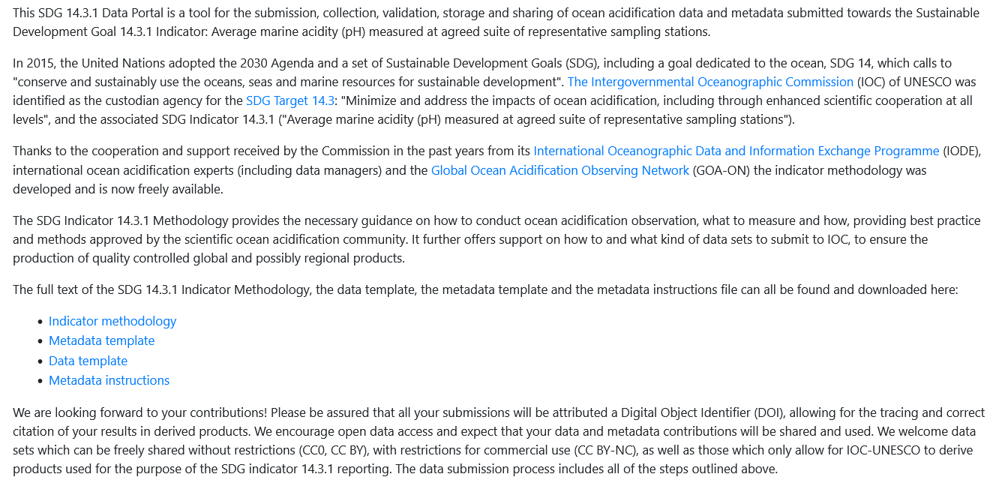 This SDG 14.3.1 Data Portal is a tool for the submission, collection, validation, storage and sharing of ocean acidification data and metadata submitted towards the Sustainable
Development Goal 14.3.1 Indicator: Average marine acidity (pH) measured at agreed suite of representative sampling stations.
In 2015, the United Nations adopted the 2030 Agenda and a set of Sustainable Development Goals (SDG), including a goal dedicated to the ocean, SDG 14, which calls to
"conserve and sustainably use the oceans, seas and marine resources for sustainable development". The Intergovernmental Oceanographic Commission (IOC) of UNESCO was
identified as the custodian agency for the SDG Target 14.3: "Minimize and address the impacts of ocean acidification, including through enhanced scientific cooperation at all
levels", and the associated SDG Indicator 14.3.1 ("Average marine acidity (pH) measured at agreed suite of representative sampling stations").
Thanks to the cooperation and support received by the Commission in the past years from its International Oceanographic Data and Information Exchange Programme (IODE),
international ocean acidification experts (including data managers) and the Global Ocean Acidification Observing Network (GOA-ON) the indicator methodology was
developed and is now freely available.
The SDG Indicator 14.3.1 Methodology provides the necessary guidance on how to conduct ocean acidification observation, what to measure and how, providing best practice
and methods approved by the scientific ocean acidification community. It further offers support on how to and what kind of data sets to submit to IOC, to ensure the
production of quality controlled global and possibly regional products.
The full text of the SDG 14.3.1 Indicator Methodology, the data template, the metadata template and the metadata instructions file can all be found and downloaded here:
• Indicator methodology
• Metadata template
• Data template
• Metadata instructions
We are looking forward to your contributions! Please be assured that all your submissions will be attributed a Digital Object Identifier (DOI), allowing for the tracing and correct
citation of your results in derived products. We encourage open data access and expect that your data and metadata contributions will be shared and used. We welcome data
sets which can be freely shared without restrictions (CC0, CC BY), with restrictions for commercial use (CC BY-NC), as well as those which only allow for IOC-UNESCO to derive
products used for the purpose of the SDG indicator 14.3.1 reporting. The data submission process includes all of the steps outlined above.